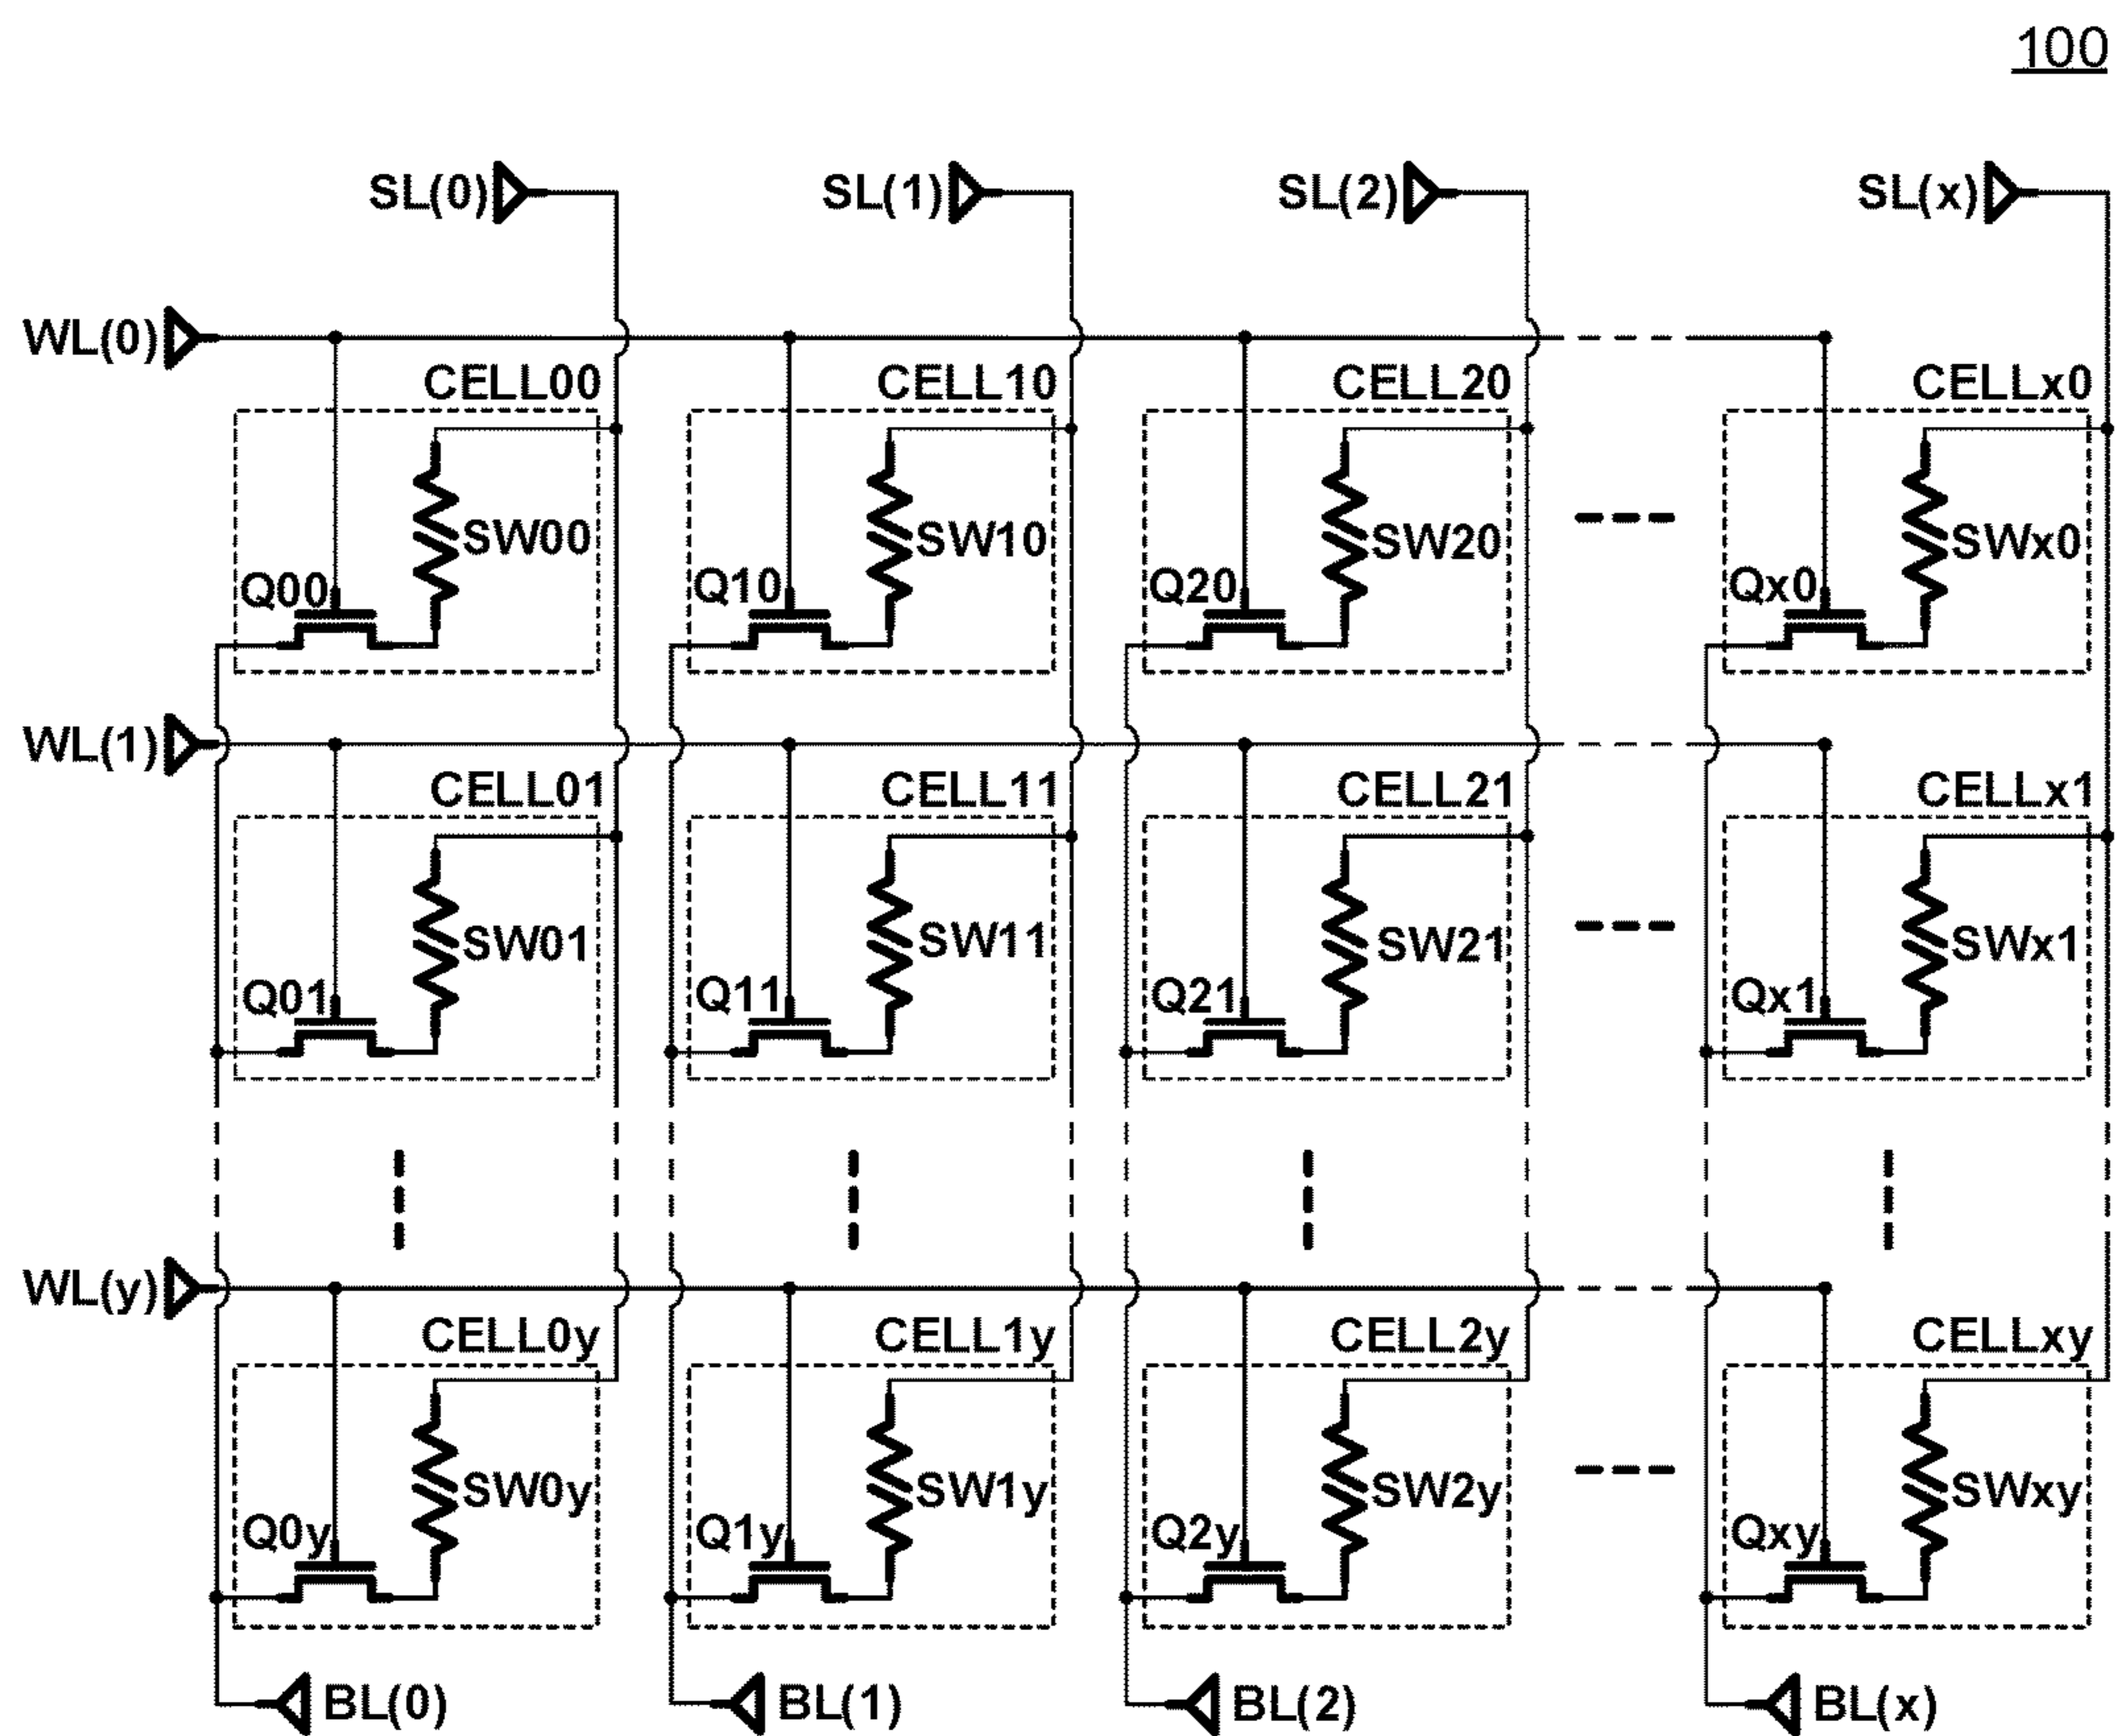 100
SL(0) SL(1) SL(2) SL(x)
WL(0)
CELL00 CELL10 CELL20 CELLx0
SW00 SW10 SW20 SWx0
Q00 Q10 Q20 Qx0
WL(1)
CELL01 CELL11 CELL21 CELLx1
SW01 SW11 SW21 SWx1
Q01 Q11 Q21 Qx1
WL(y)
CELL0y CELL1y CELL2y CELLxy
SW0y SW1y SW2y SWxy
Q0y Q1y Q2y Qxy
BL(0) BL(1) BL(2) BL(x)